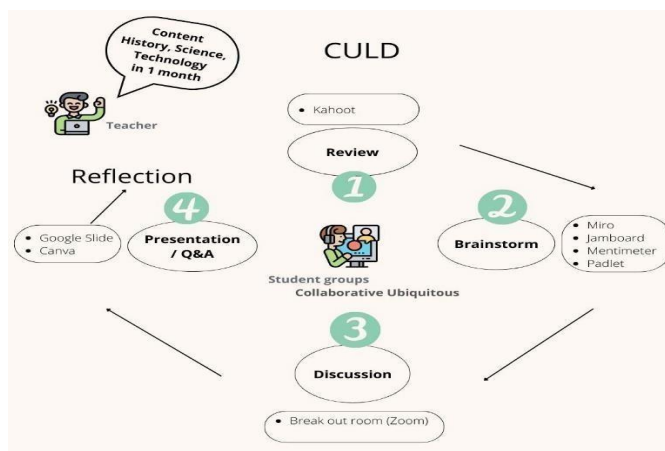 Content
History, Science,
Technology
in 1 month
CULD
Teacher
• Kahoot
Review
1
Reflection
4
2
• Google Slide
• Canva
Presentation
/ Q&A
Brainstorm
• Miro
• Jamboard
• Mentimeter
• Padlet
Student groups
Collaborative Ubiquitous
3
Discussion
• Break out room (Zoom)